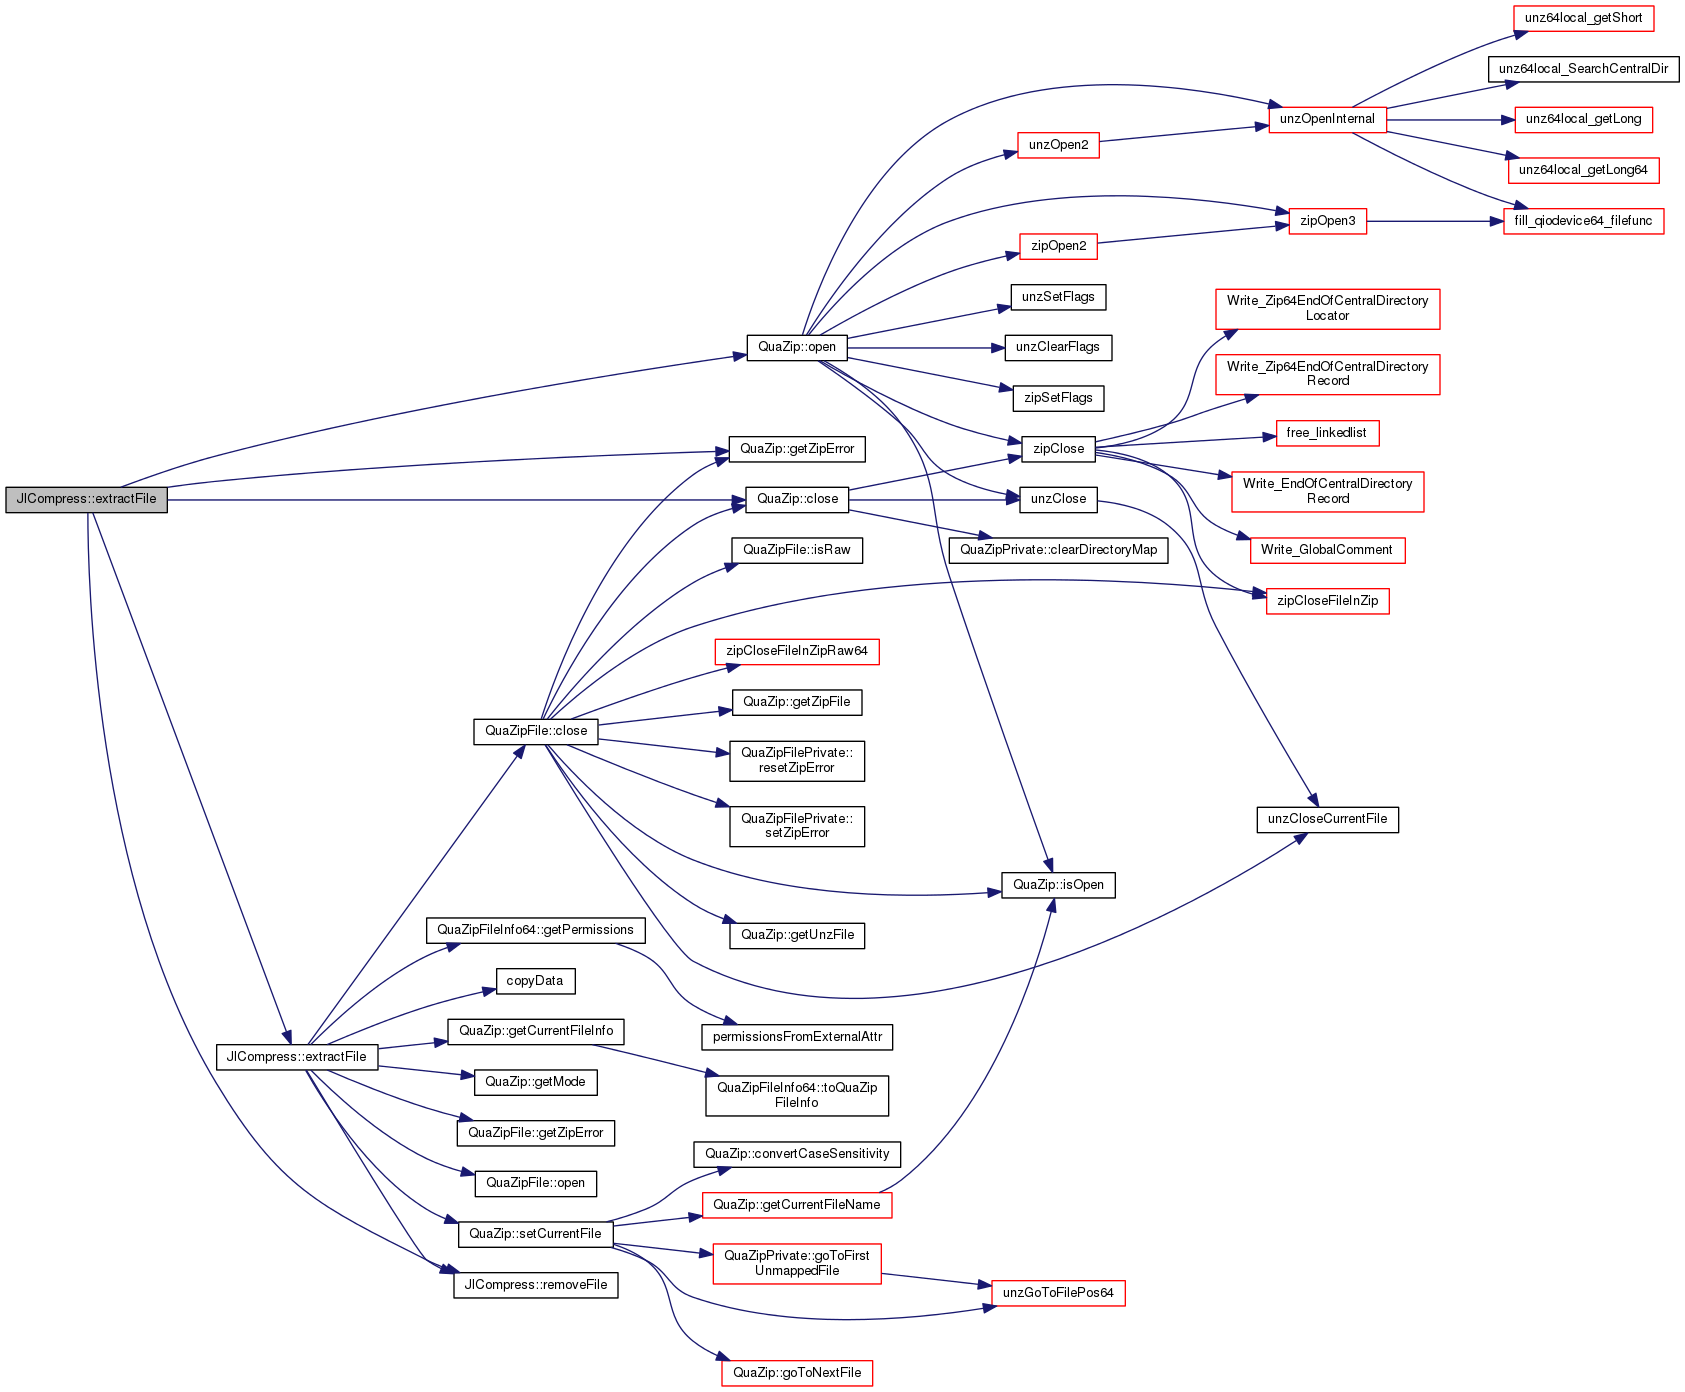 unz64local_getShort
unz64local_SearchCentralDir
unzOpenInternal
unz64local_getLong
unzOpen2
unz64local_getLong64
zipOpen3
fill_qiodevice64_filefunc
zipOpen2
unzSetFlags
Write_Zip64EndOfCentralDirectory
Locator
QuaZip::open
unzClearFlags
Write_Zip64EndOfCentralDirectory
Record
zipSetFlags
free_linkedlist
QuaZip::getZipError
zipClose
Write_EndOfCentralDirectory
Record
JlCompress::extractFile
QuaZip::close
unzClose
QuaZipFile::isRaw
QuaZipPrivate::clearDirectoryMap
Write_GlobalComment
zipCloseFileInZip
zipCloseFileInZipRaw64
QuaZip::getZipFile
QuaZipFile::close
QuaZipFilePrivate::
resetZipError
QuaZipFilePrivate::
setZipError
unzCloseCurrentFile
QuaZip::isOpen
QuaZipFileInfo64::getPermissions
QuaZip::getUnzFile
copyData
QuaZip::getCurrentFileInfo
permissionsFromExternalAttr
JlCompress::extractFile
QuaZip::getMode
QuaZipFileInfo64::toQuaZip
FileInfo
QuaZipFile::getZipError
QuaZip::convertCaseSensitivity
QuaZipFile::open
QuaZip::getCurrentFileName
QuaZip::setCurrentFile
QuaZipPrivate::goToFirst
UnmappedFile
JlCompress::removeFile
unzGoToFilePos64
QuaZip::goToNextFile